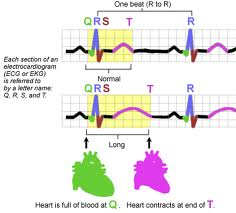 One beat (R to R)
Q R S T R
Each section of an
electrocardiogram
(ECG or EKG)
is referred to
by a letter name:
Q, R, S, and T.
Normal
Q R S T R
Long
Heart is full of blood at Q. Heart contracts at end of T.